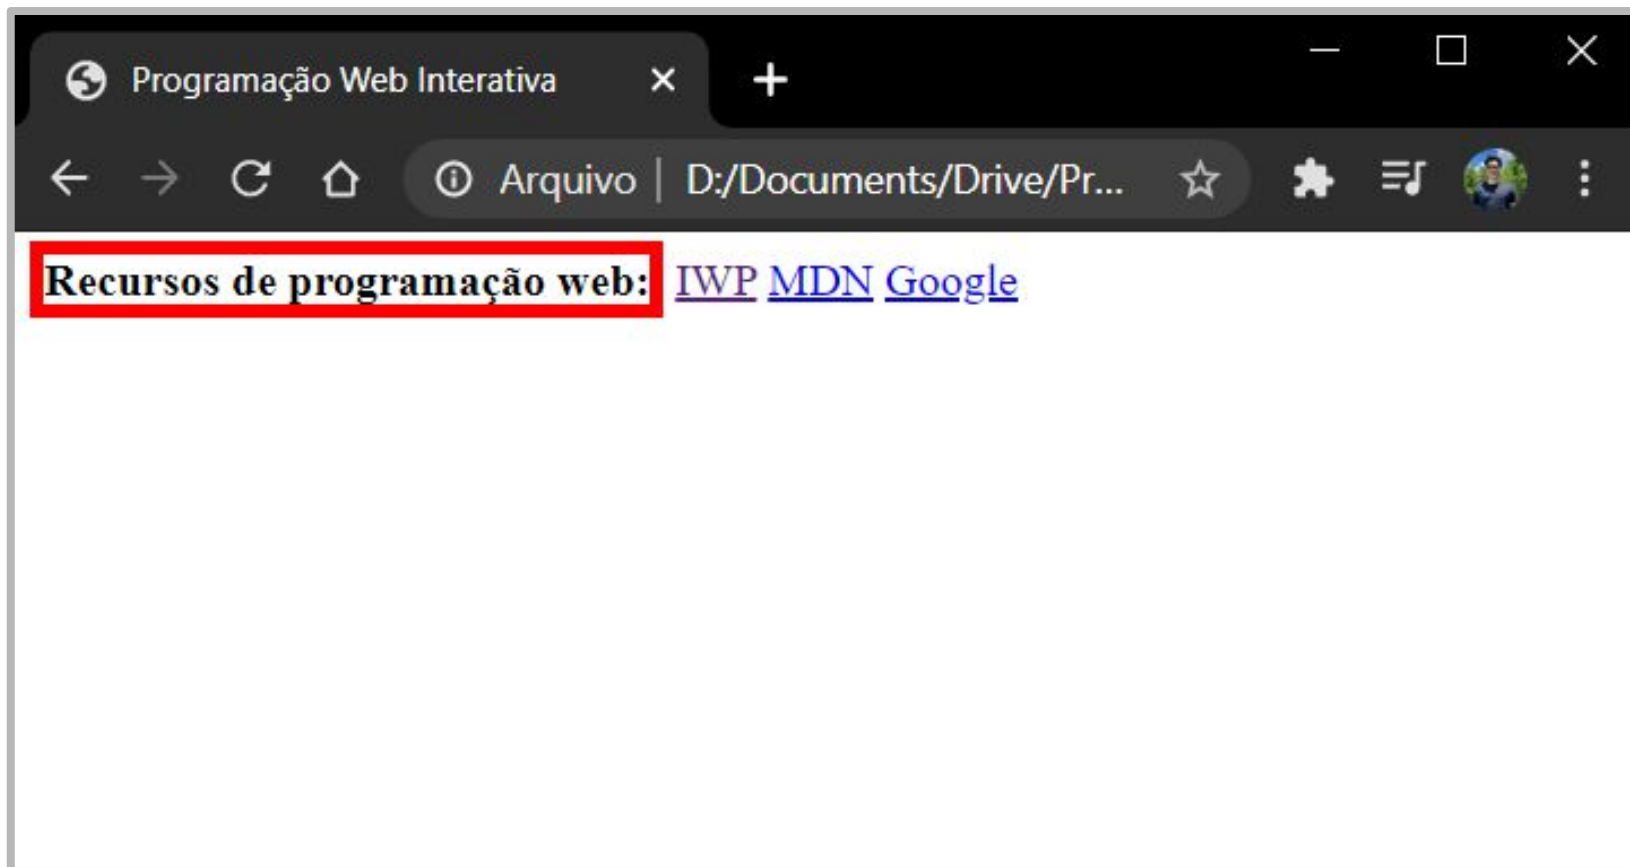 Programação Web Interativa
Arquivo | D:/Documents/Drive/Pr...
Recursos de programação web: IWP MDN Google